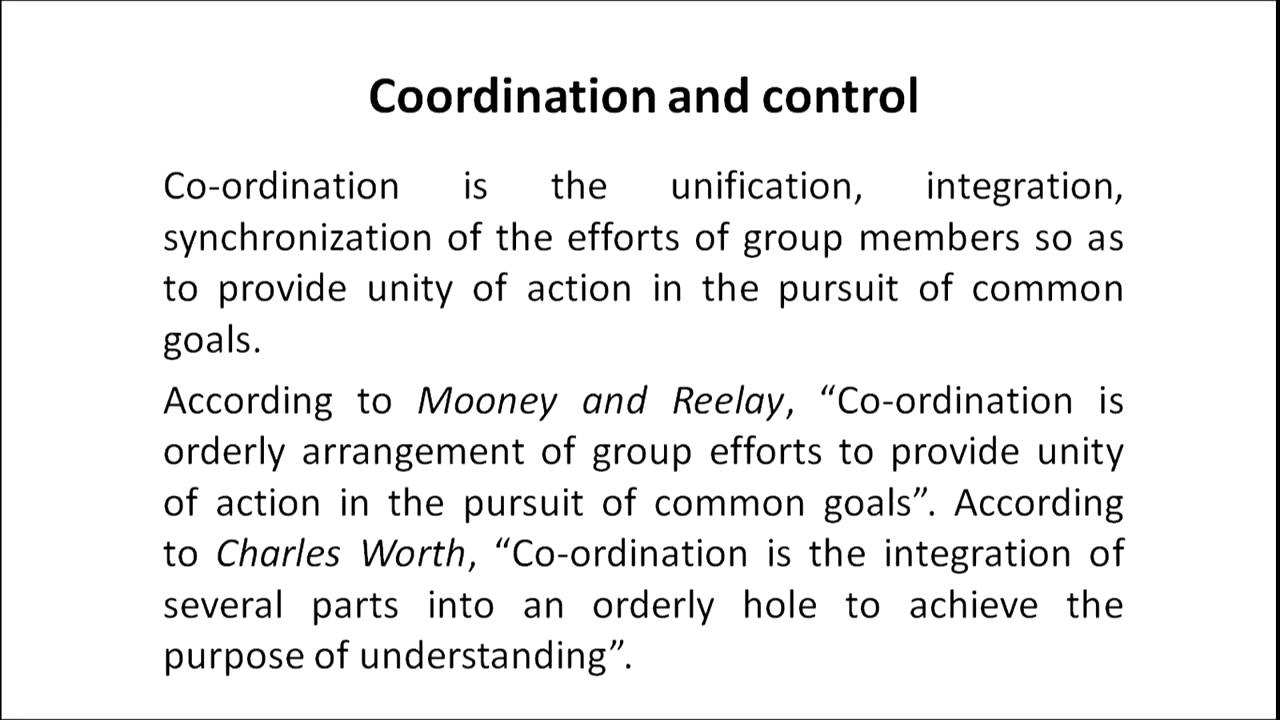 Coordination and control
Co-ordination is the unification, integration,
synchronization of the efforts of group members so as
to provide unity of action in the pursuit of common
goals.
According to Mooney and Reelay, “Co-ordination is
orderly arrangement of group efforts to provide unity
of action in the pursuit of common goals”. According
to Charles Worth, “Co-ordination is the integration of
several parts into an orderly hole to achieve the
purpose of understanding”.